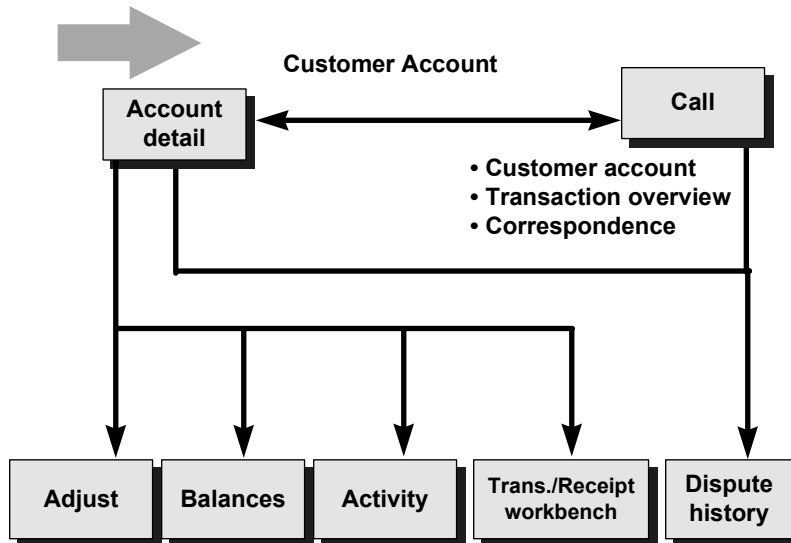 Customer Account
Account
detail
Call
• Customer account
• Transaction overview
• Correspondence
Adjust
Balances
Activity
Trans./Receipt
workbench
Dispute
history